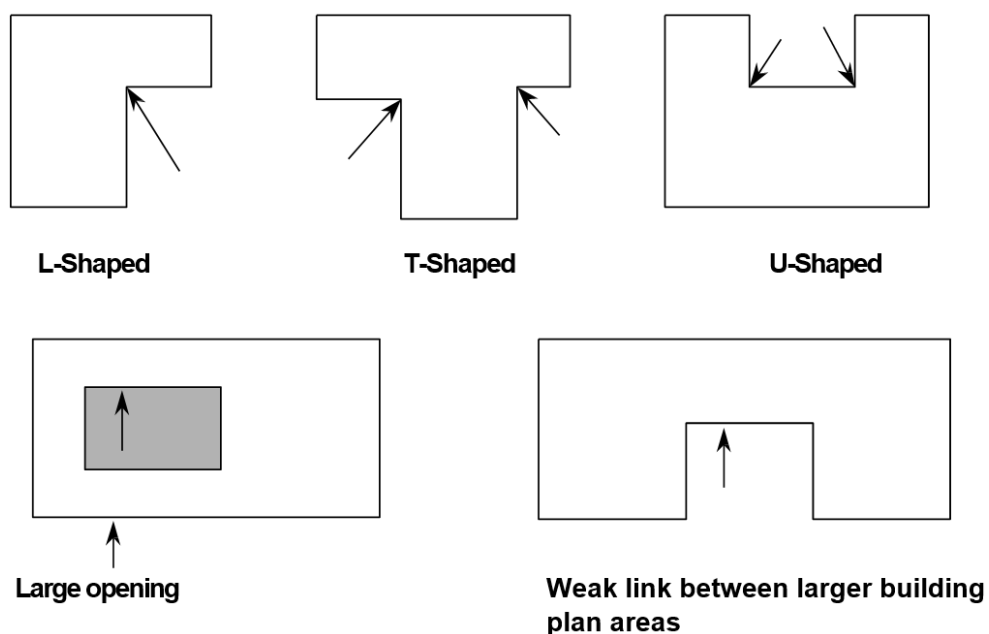 L-Shaped
T-Shaped
U-Shaped
Large opening
Weak link between larger building
plan areas